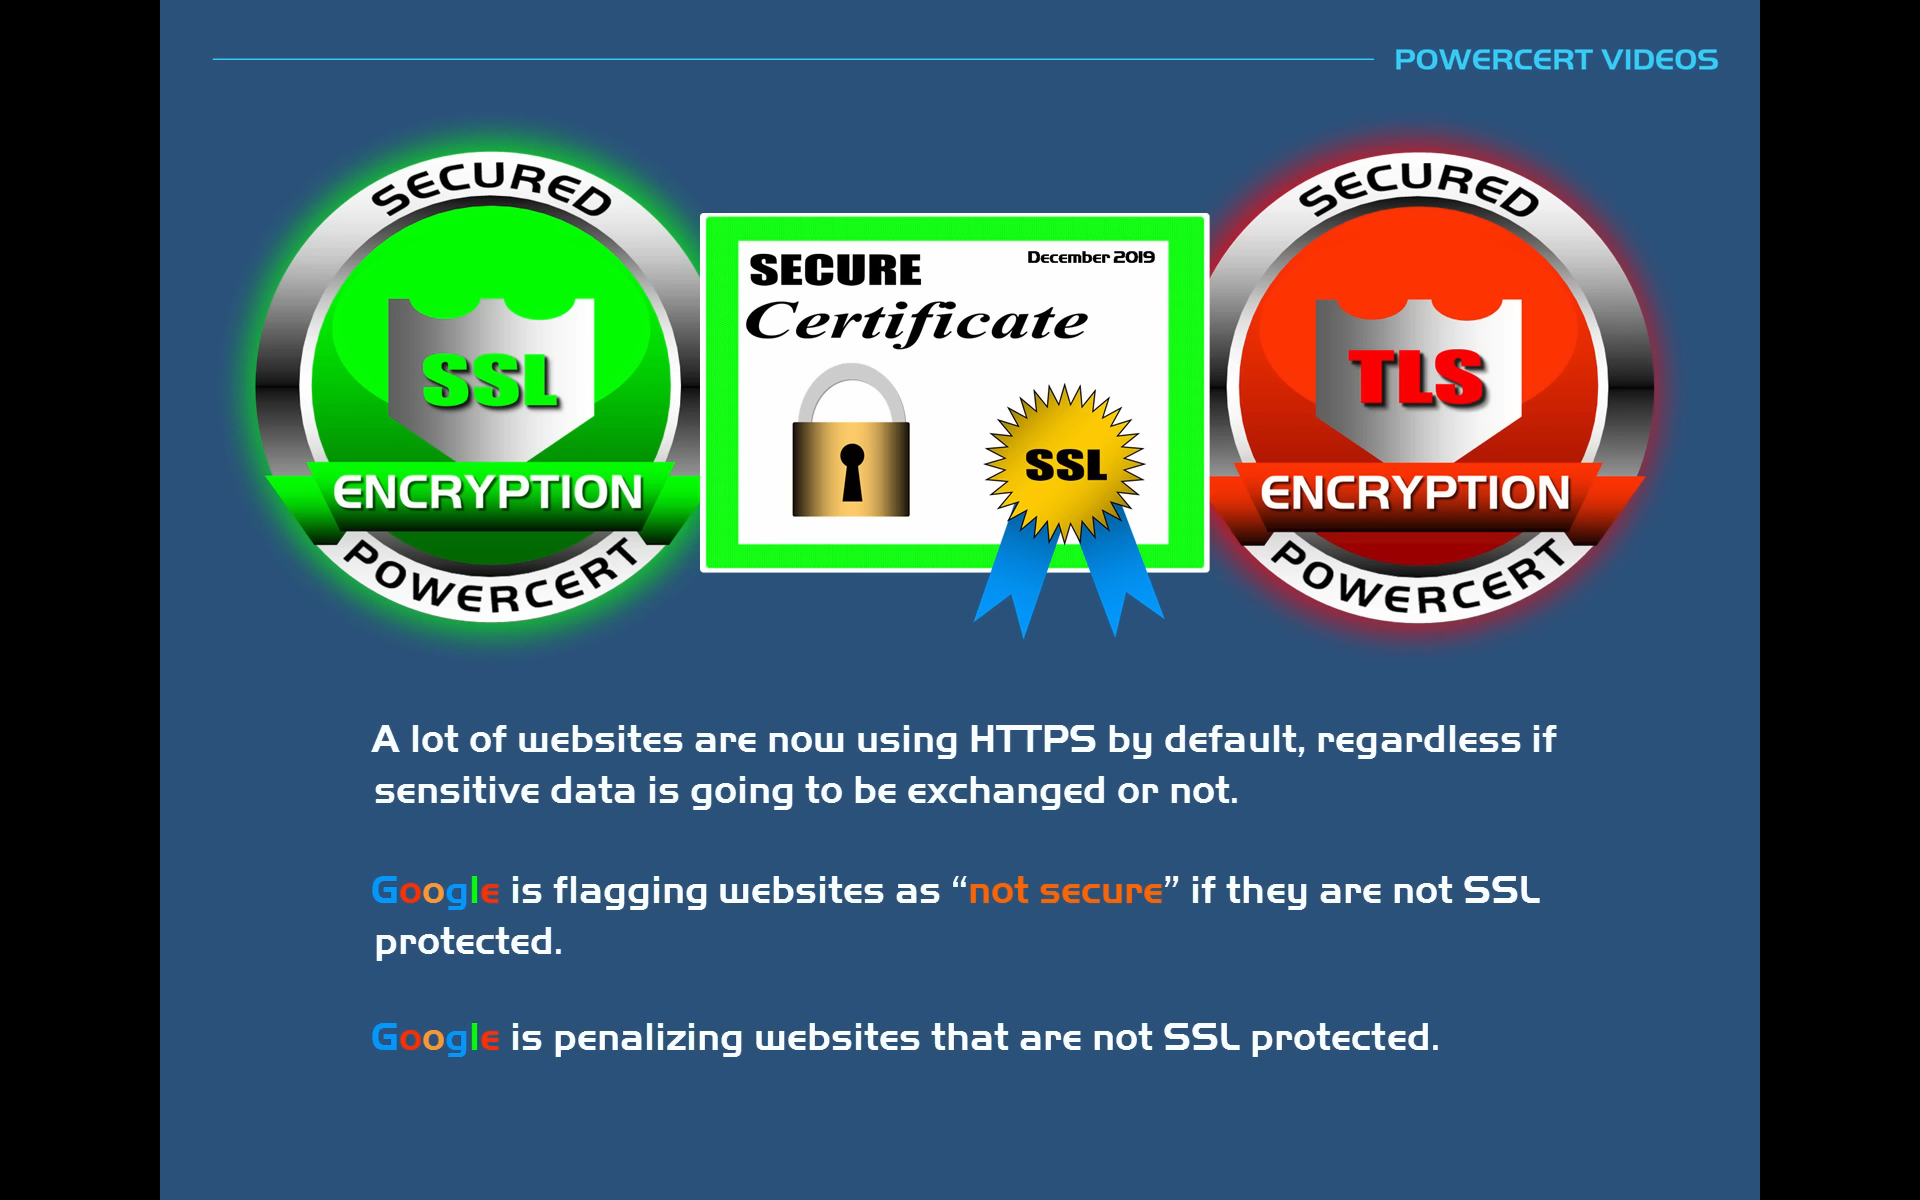 POWERCERT VIDEOS
SECURED
SSL
ENCRYPTION
POWERCERT
SECURE
December 2019
Certificate
SSL
SECURED
TLS
ENCRYPTION
POWERCERT
A lot of websites are now using HTTPS by default, regardless if
sensitive data is going to be exchanged or not.
Google is flagging websites as “not secure” if they are not SSL
protected.
Google is penalizing websites that are not SSL protected.